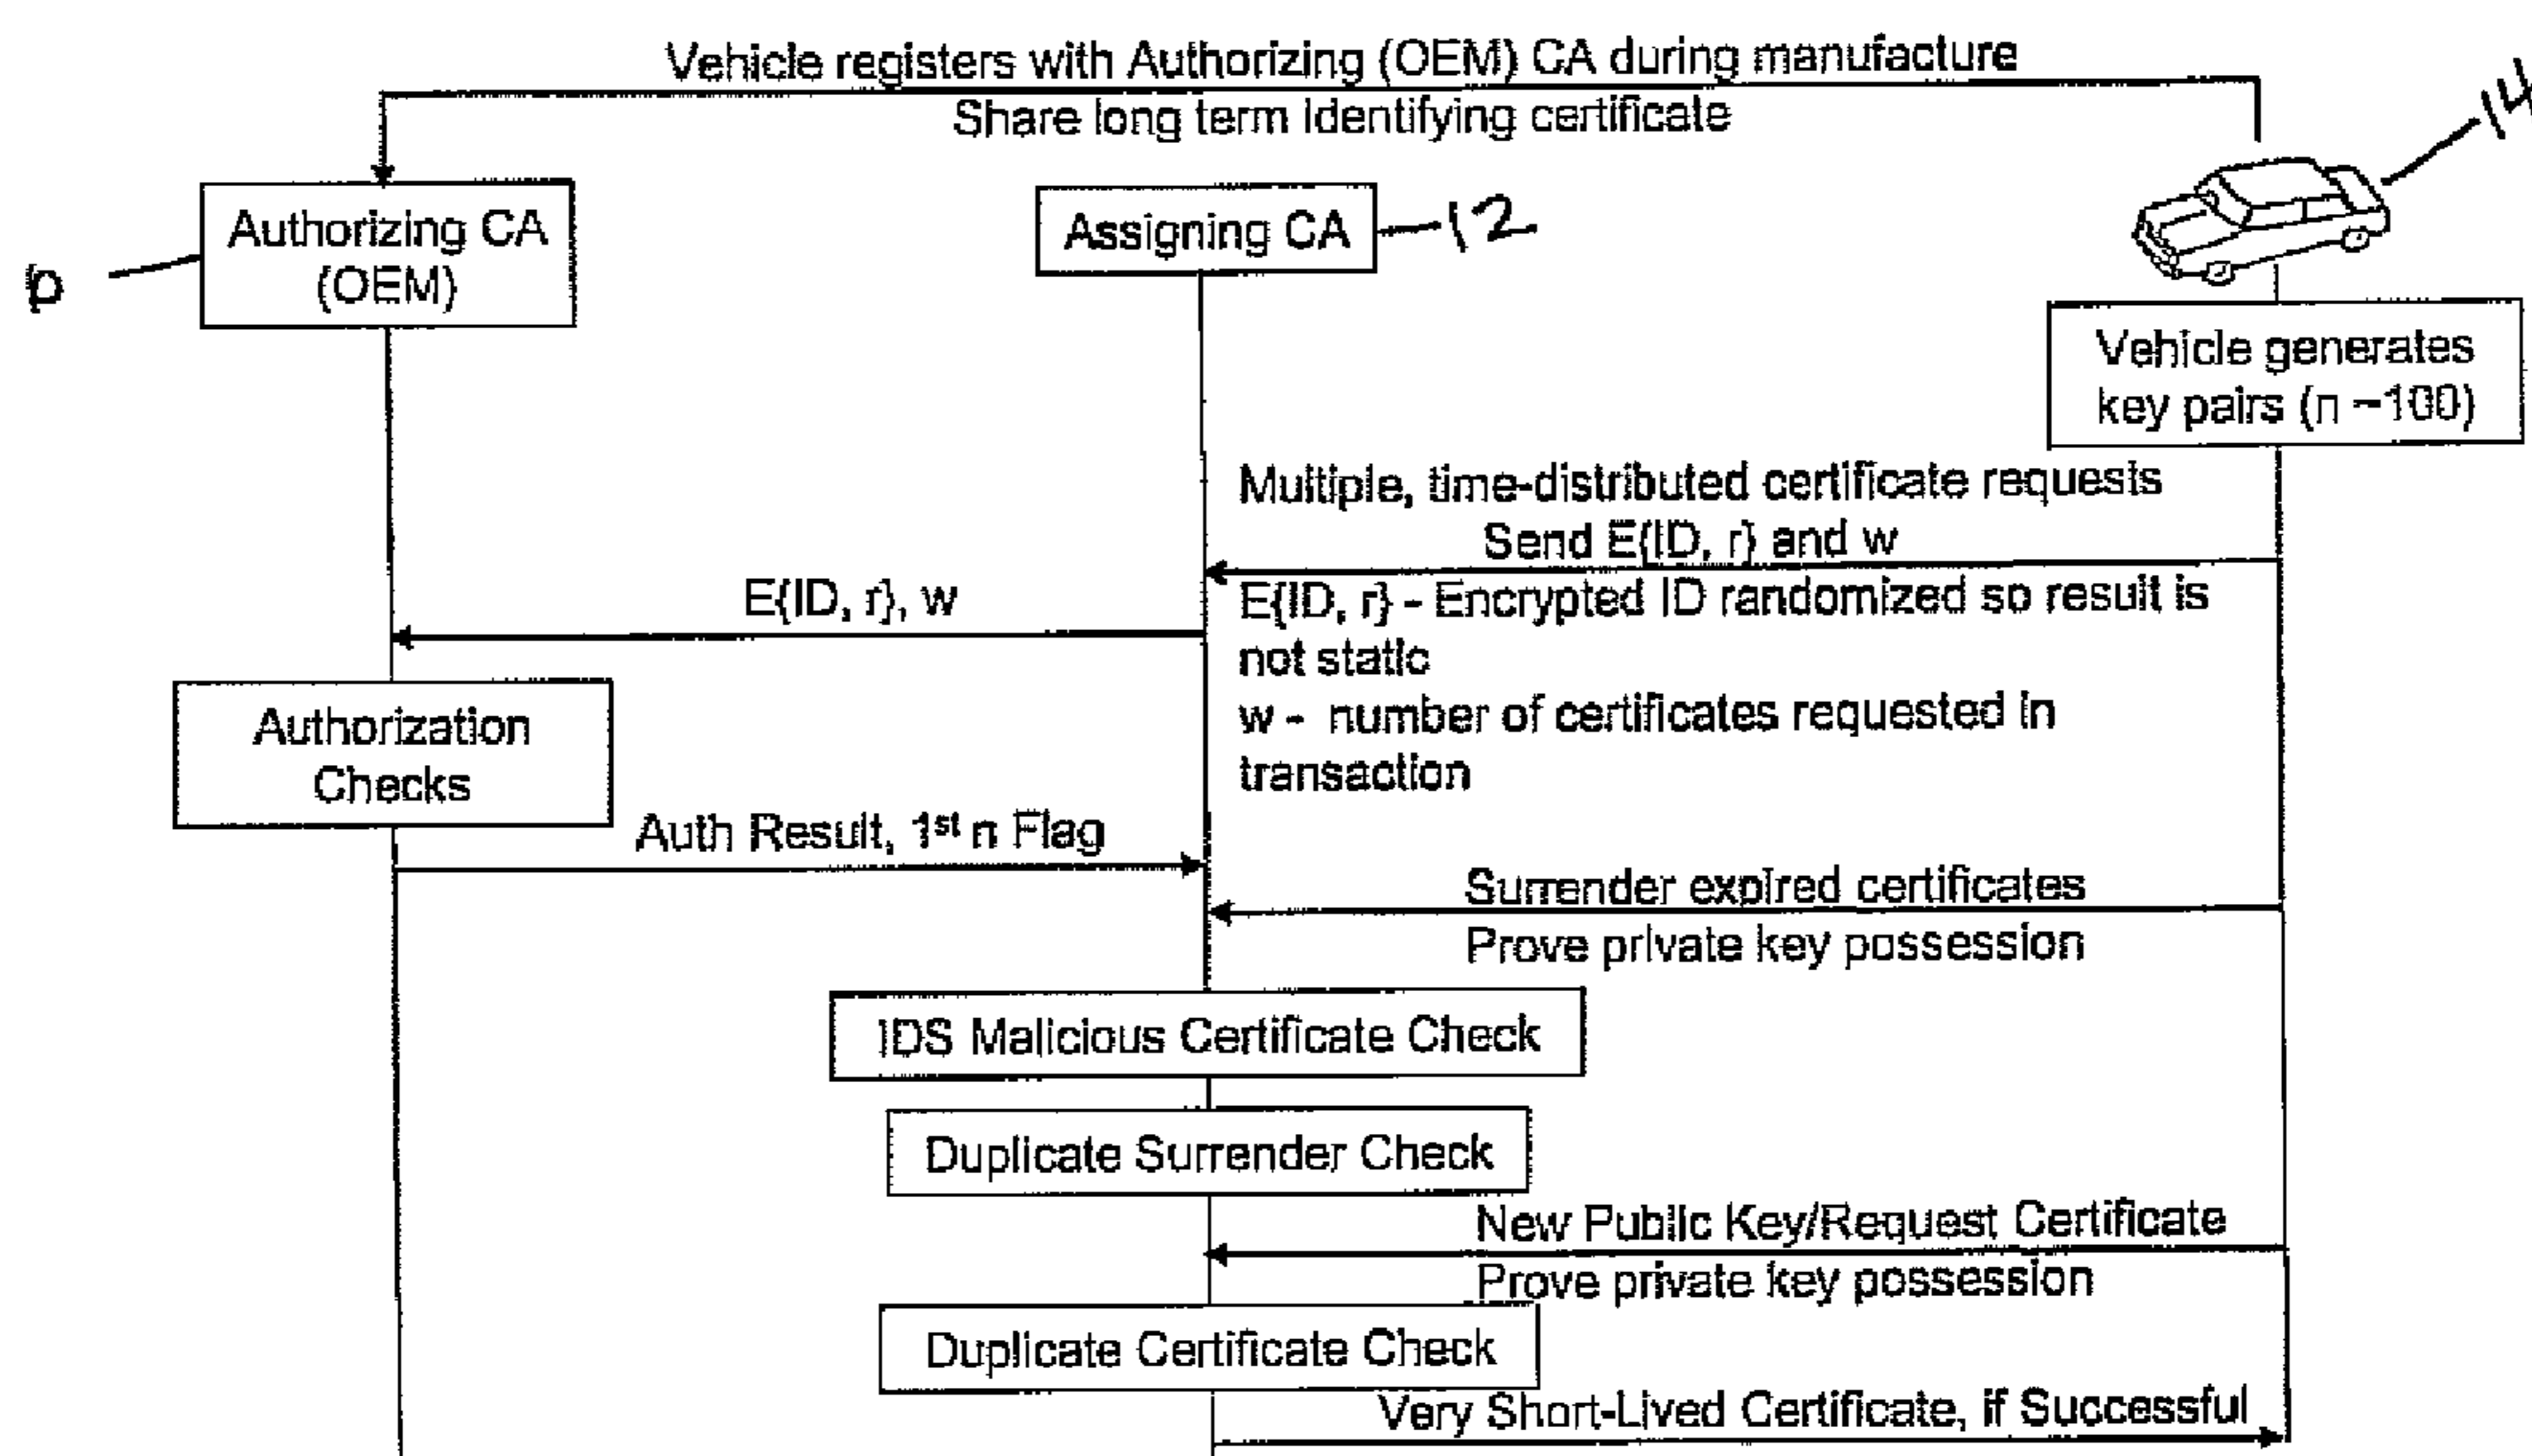 Vehicle registers with Authorizing (OEM) CA during manufacture
Share long term identifying certificate
14
Authorizing CA
(OEM)
Assigning CA
12
Vehicle generates
key pairs (n ~100)
Multiple, time-distributed certificate requests
Send E{ID, r} and w
E{ID, r}, w
E{ID, r} - Encrypted ID randomized so result is
not static
w - number of certificates requested in
transaction
Authorization
Checks
Auth Result, 1st n Flag
Surrender expired certificates
Prove private key possession
IDS Malicious Certificate Check
Duplicate Surrender Check
New Public Key/Request Certificate
Prove private key possession
Duplicate Certificate Check
Very Short-Lived Certificate, if Successful